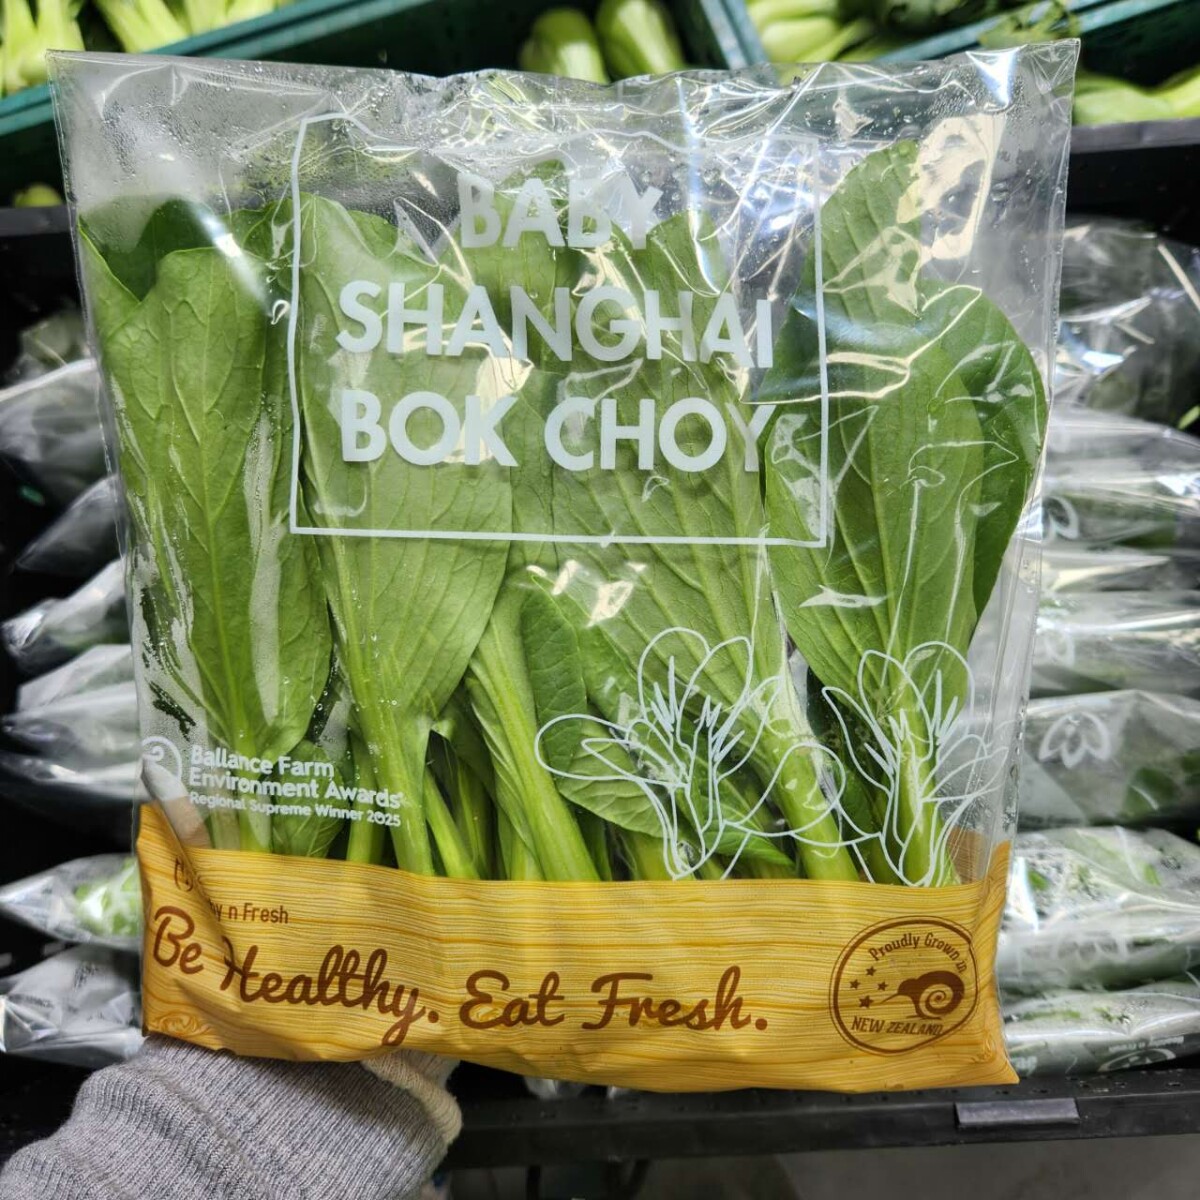 BABY
SHANGHAI
BOK CHOY
Ballance Farm
Environment Awards
Regional Supreme Winner 2025
n Fresh
Be Healthy. Eat Fresh.
Proudly Grown in
NEW ZEALAND